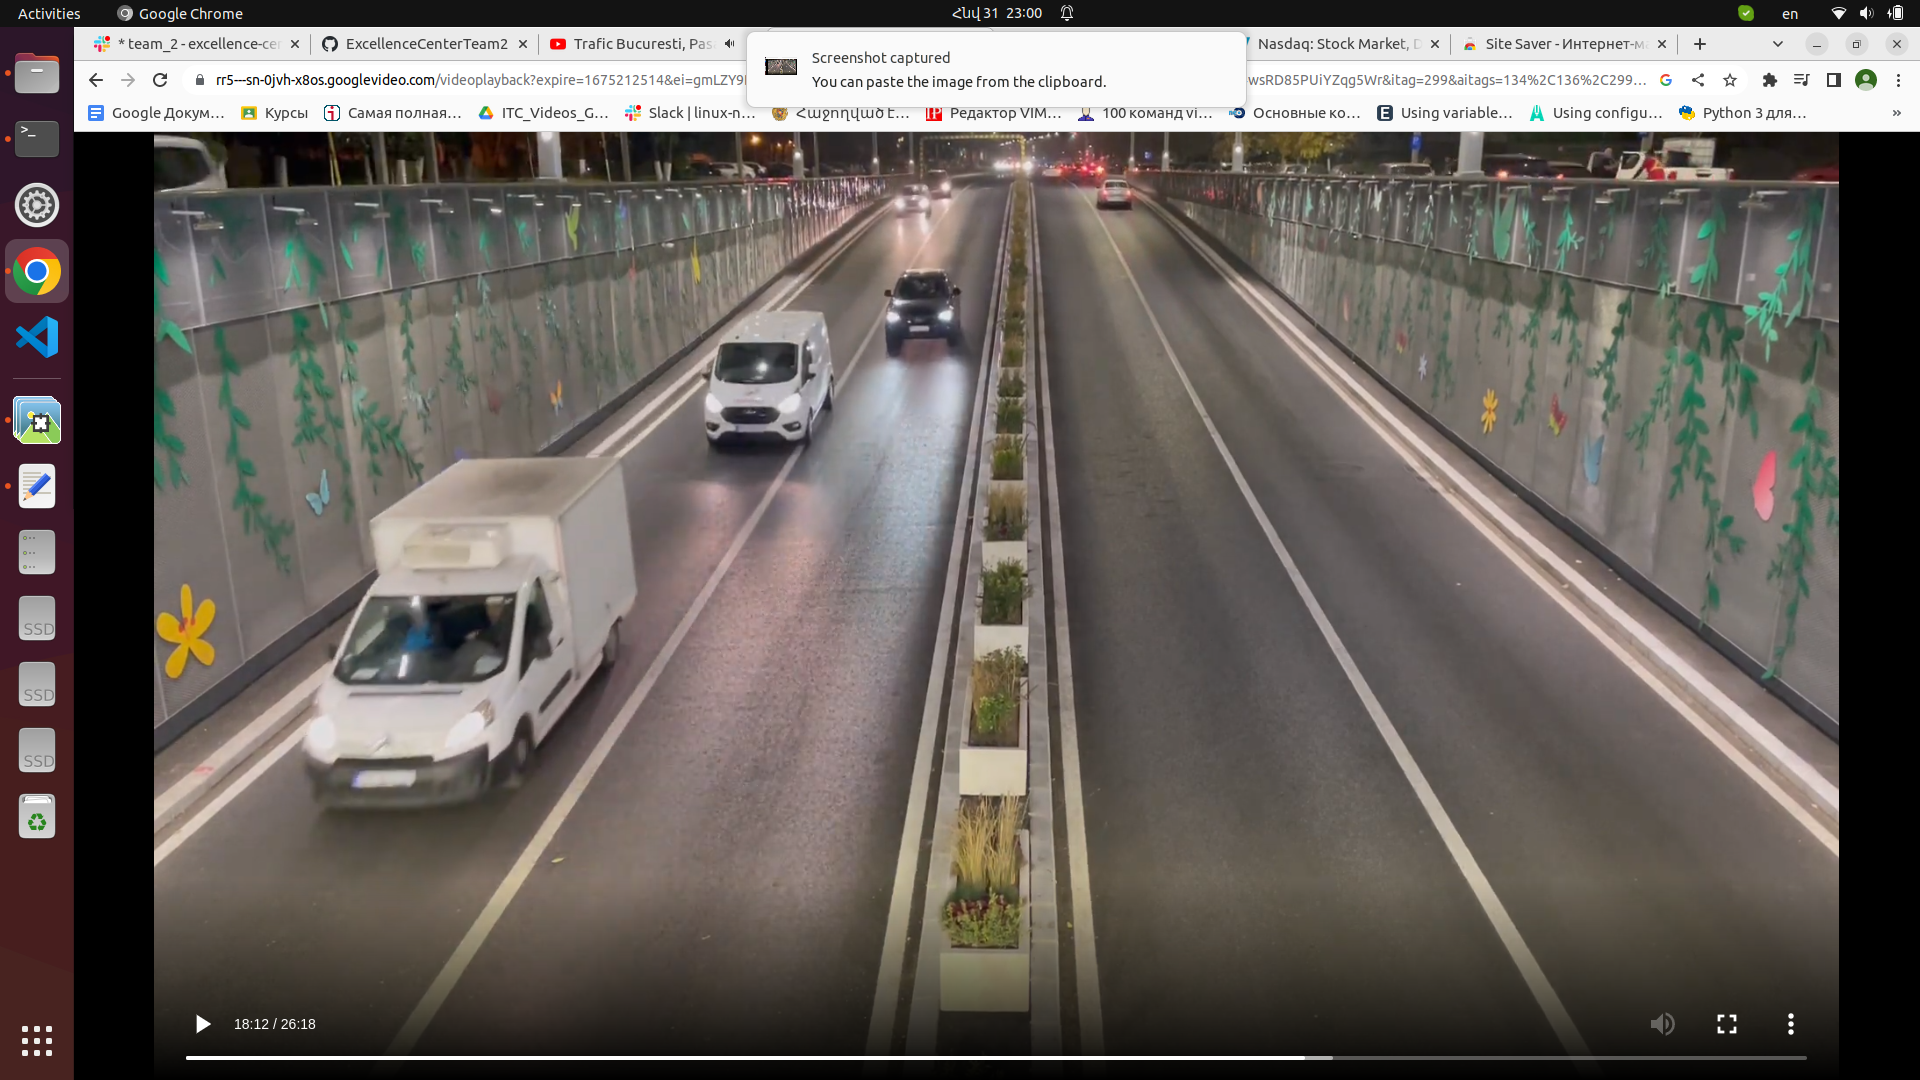 Activities
Google Chrome
Հնվ 31 23:00
en
* team_2 - excellence-ce
ExcellenceCenterTeam2
Trafic Bucuresti, Pas
Nasdaq: Stock Market, D
Site Saver - Интернет-м
Screenshot captured
You can paste the image from the clipboard.
rr5---sn-0jvh-x8os.googlevideo.com/videoplayback?expire=1675212514&ei=gmLZY9
wsRD85PUiYZqg5Wr&itag=299&aitags=134%2C136%2C299...
Google Докум...
Курсы
Самая полная...
ITC_Videos_G...
Slack | linux-n...
Հաջողված է...
Редактор VIM...
100 команд vi...
Основные ко...
Using variable...
Using configu...
Python 3 для...
»
SSD
SSD
SSD
18:12 / 26:18